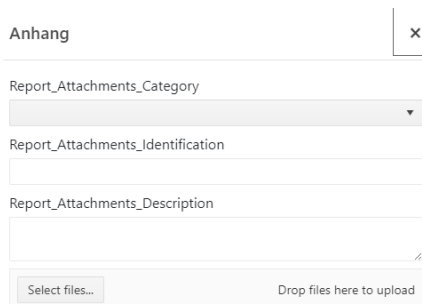 Anhang
Report_Attachments_Category
Report_Attachments_Identification
Report_Attachments_Description
Select files... Drop files here to upload